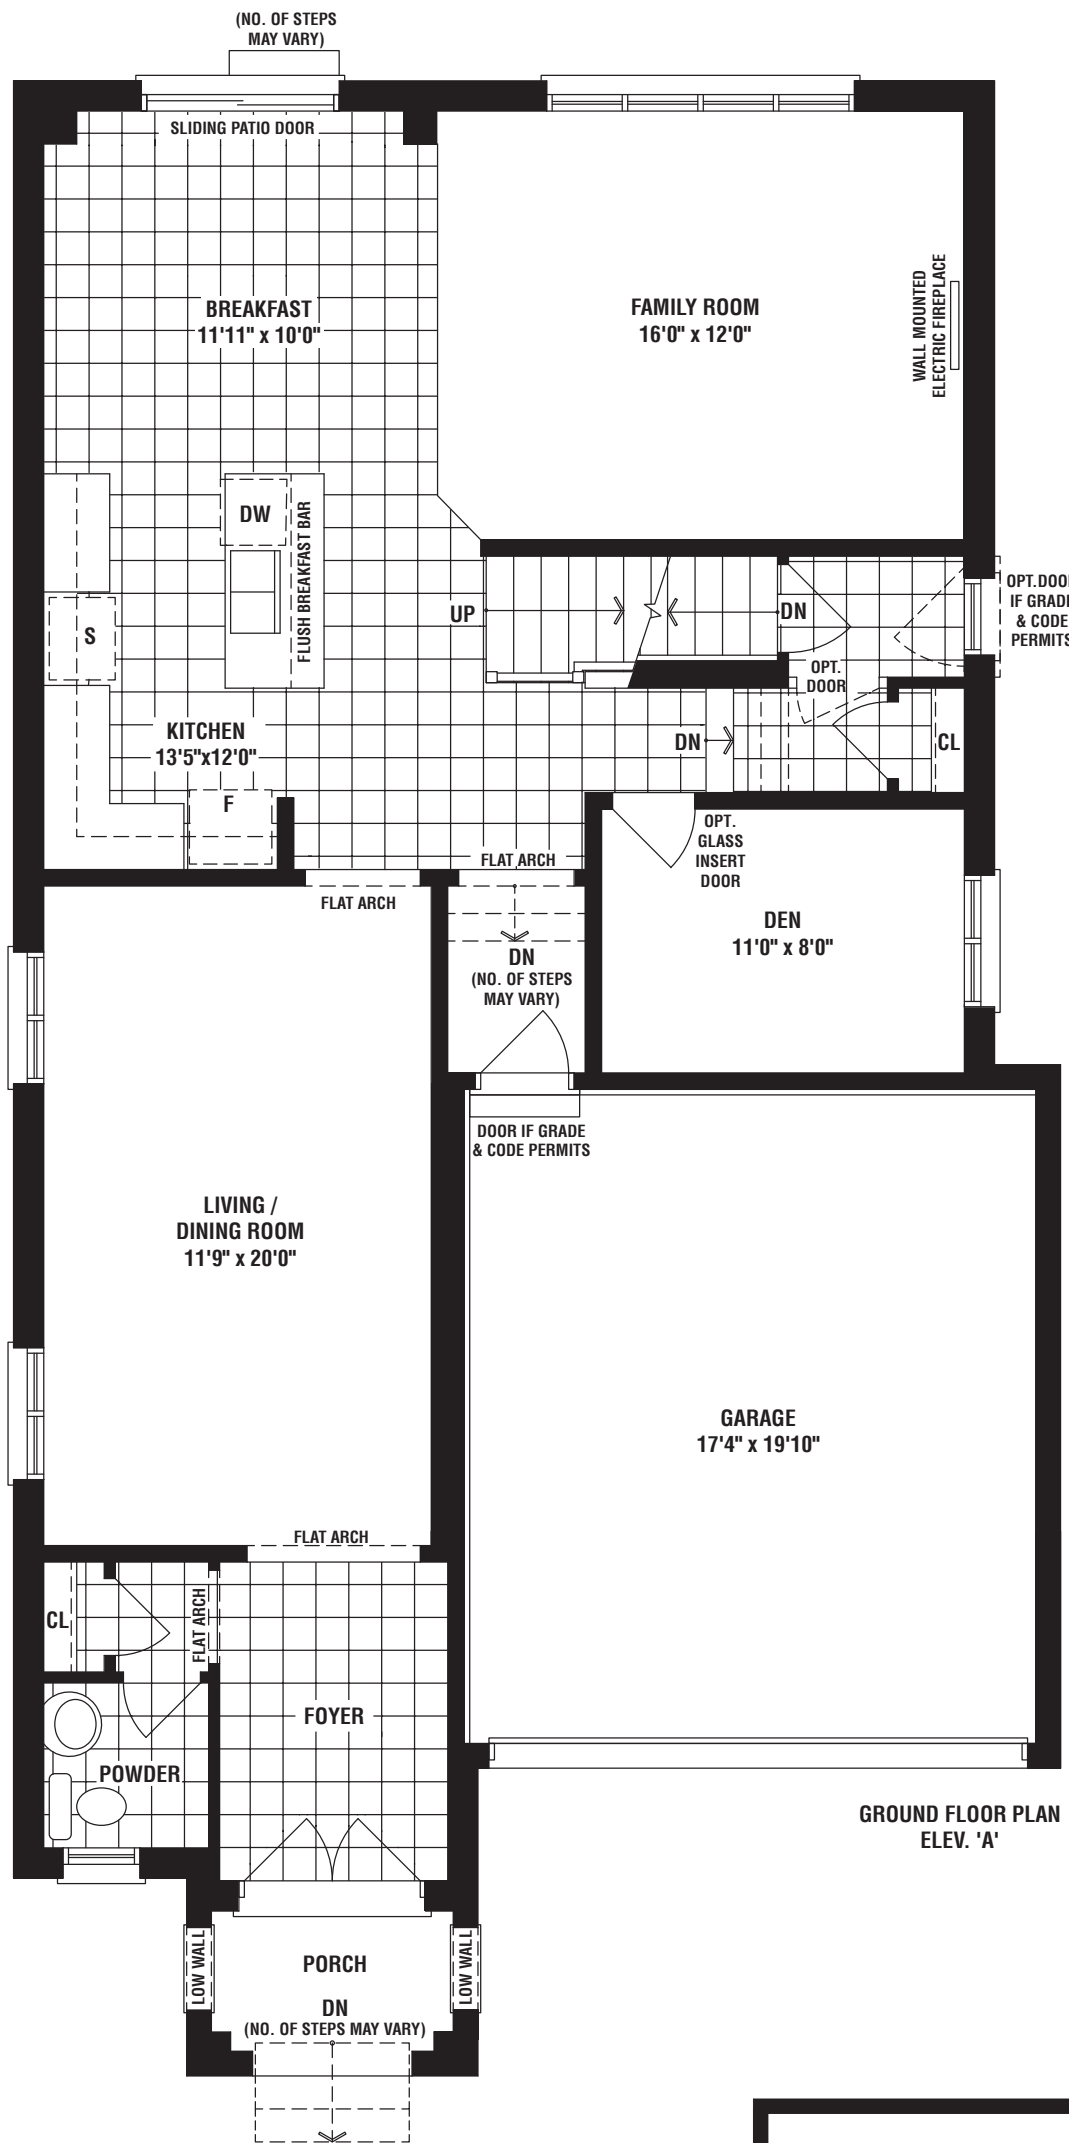 (NO. OF STEPS
MAY VARY)
SLIDING PATIO DOOR
BREAKFAST
11'11" x 10'0"
FAMILY ROOM
16'0" x 12'0"
WALL MOUNTED
ELECTRIC FIREPLACE
DW
FLUSH BREAKFAST BAR
S
UP
DN
OPT. DOOR
IF GRADE
& CODE
PERMITS
OPT.
DOOR
KITCHEN
13'5"x12'0"
DN
CL
F
OPT.
GLASS
INSERT
DOOR
FLAT ARCH
FLAT ARCH
DEN
11'0" x 8'0"
DN
(NO. OF STEPS
MAY VARY)
DOOR IF GRADE
& CODE PERMITS
LIVING /
DINING ROOM
11'9" x 20'0"
GARAGE
17'4" x 19'10"
FLAT ARCH
CL
FLAT ARCH
FOYER
POWDER
GROUND FLOOR PLAN
ELEV. 'A'
LOW WALL
PORCH
LOW WALL
DN
(NO. OF STEPS MAY VARY)